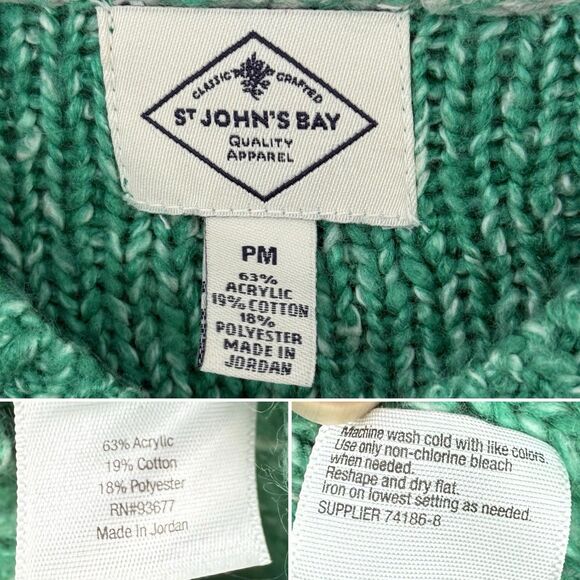 CLASSIC CRAFTED
ST JOHN'S BAY
QUALITY
APPAREL
PM
63%
ACRYLIC
19% COTTON
18%
POLYESTER
MADE IN
JORDAN
63% Acrylic
19% Cotton
18% Polyester
RN#93677
Made in Jordan
Machine wash cold with like colors.
Use only non-chlorine bleach
when needed.
Reshape and dry flat.
Iron on lowest setting as needed.
SUPPLIER 74186-8